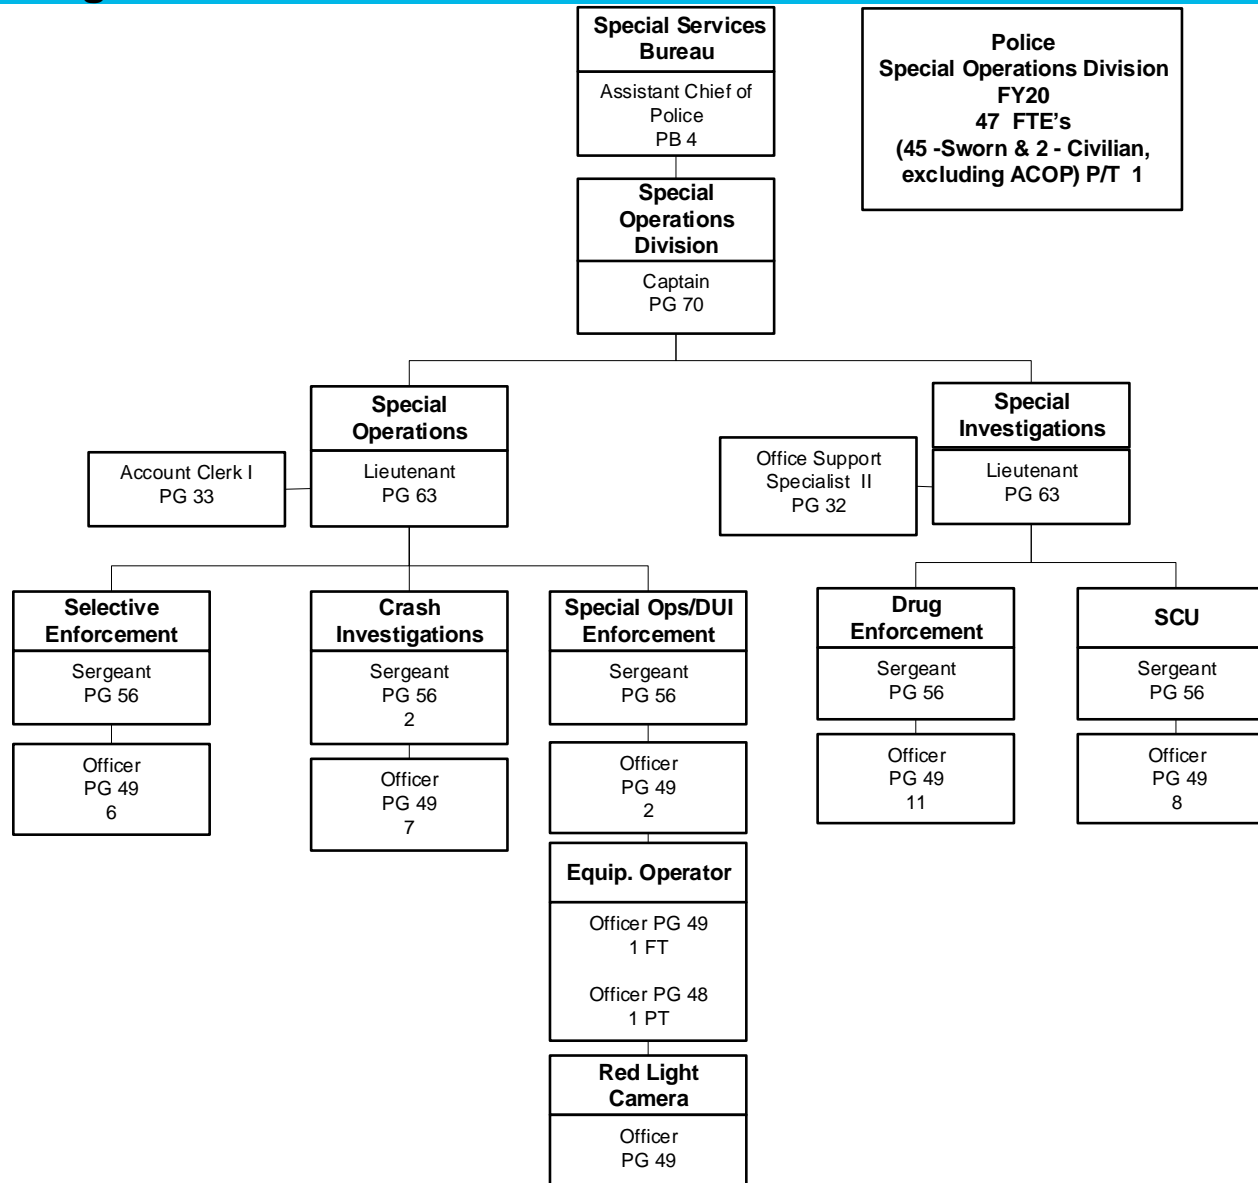 Special Services
Bureau
Assistant Chief of
Police
PB 4
Police
Special Operations Division
FY20
47 FTE's
(45 -Sworn & 2 - Civilian,
excluding ACOP) P/T 1
Special
Operations
Division
Captain
PG 70
Special
Operations
Lieutenant
PG 63
Account Clerk I
PG 33
Special
Investigations
Lieutenant
PG 63
Office Support
Specialist II
PG 32
Selective
Enforcement
Sergeant
PG 56
Officer
PG 49
6
Crash
Investigations
Sergeant
PG 56
2
Officer
PG 49
7
Special Ops/DUI
Enforcement
Sergeant
PG 56
Officer
PG 49
2
Equip. Operator
Officer PG 49
1 FT
Officer PG 48
1 PT
Red Light
Camera
Officer
PG 49
Drug
Enforcement
Sergeant
PG 56
Officer
PG 49
11
SCU
Sergeant
PG 56
Officer
PG 49
8